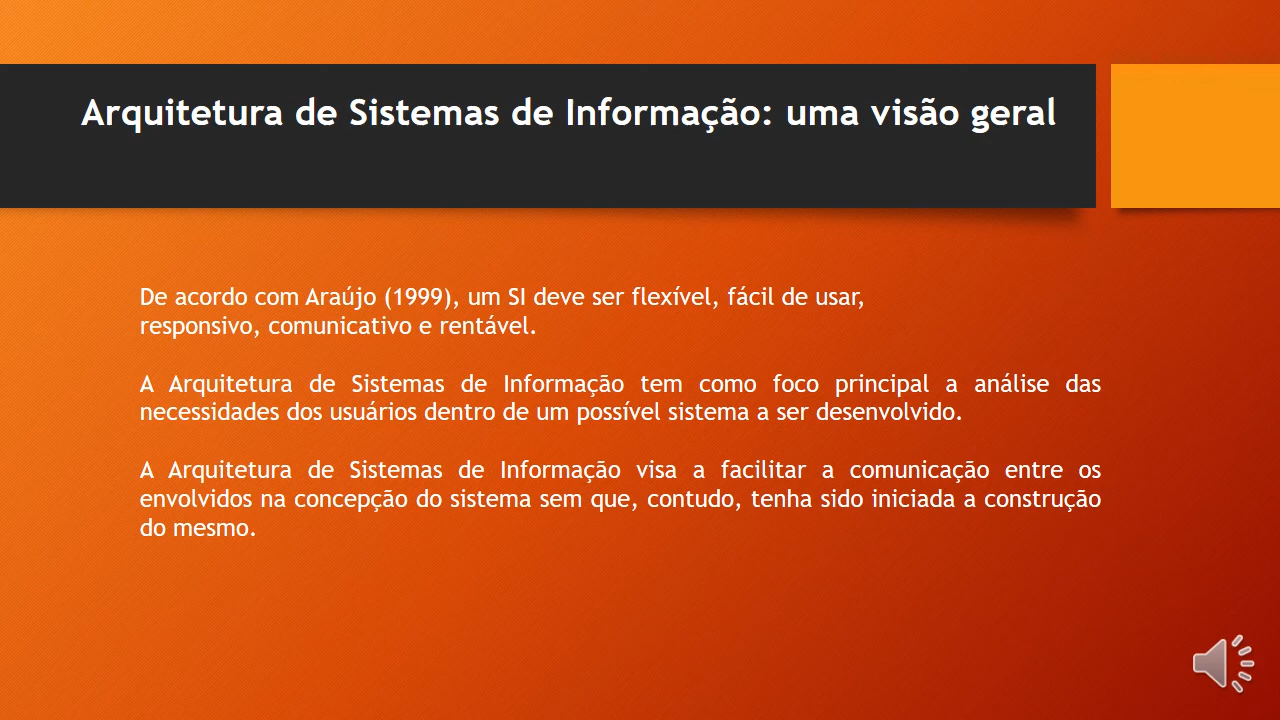 Arquitetura de Sistemas de Informação: uma visão geral
De acordo com Araújo (1999), um SI deve ser flexível, fácil de usar,
responsivo, comunicativo e rentável.
A Arquitetura de Sistemas de Informação tem como foco principal a análise das
necessidades dos usuários dentro de um possível sistema a ser desenvolvido.
A Arquitetura de Sistemas de Informação visa a facilitar a comunicação entre os
envolvidos na concepção do sistema sem que, contudo, tenha sido iniciada a construção
do mesmo.